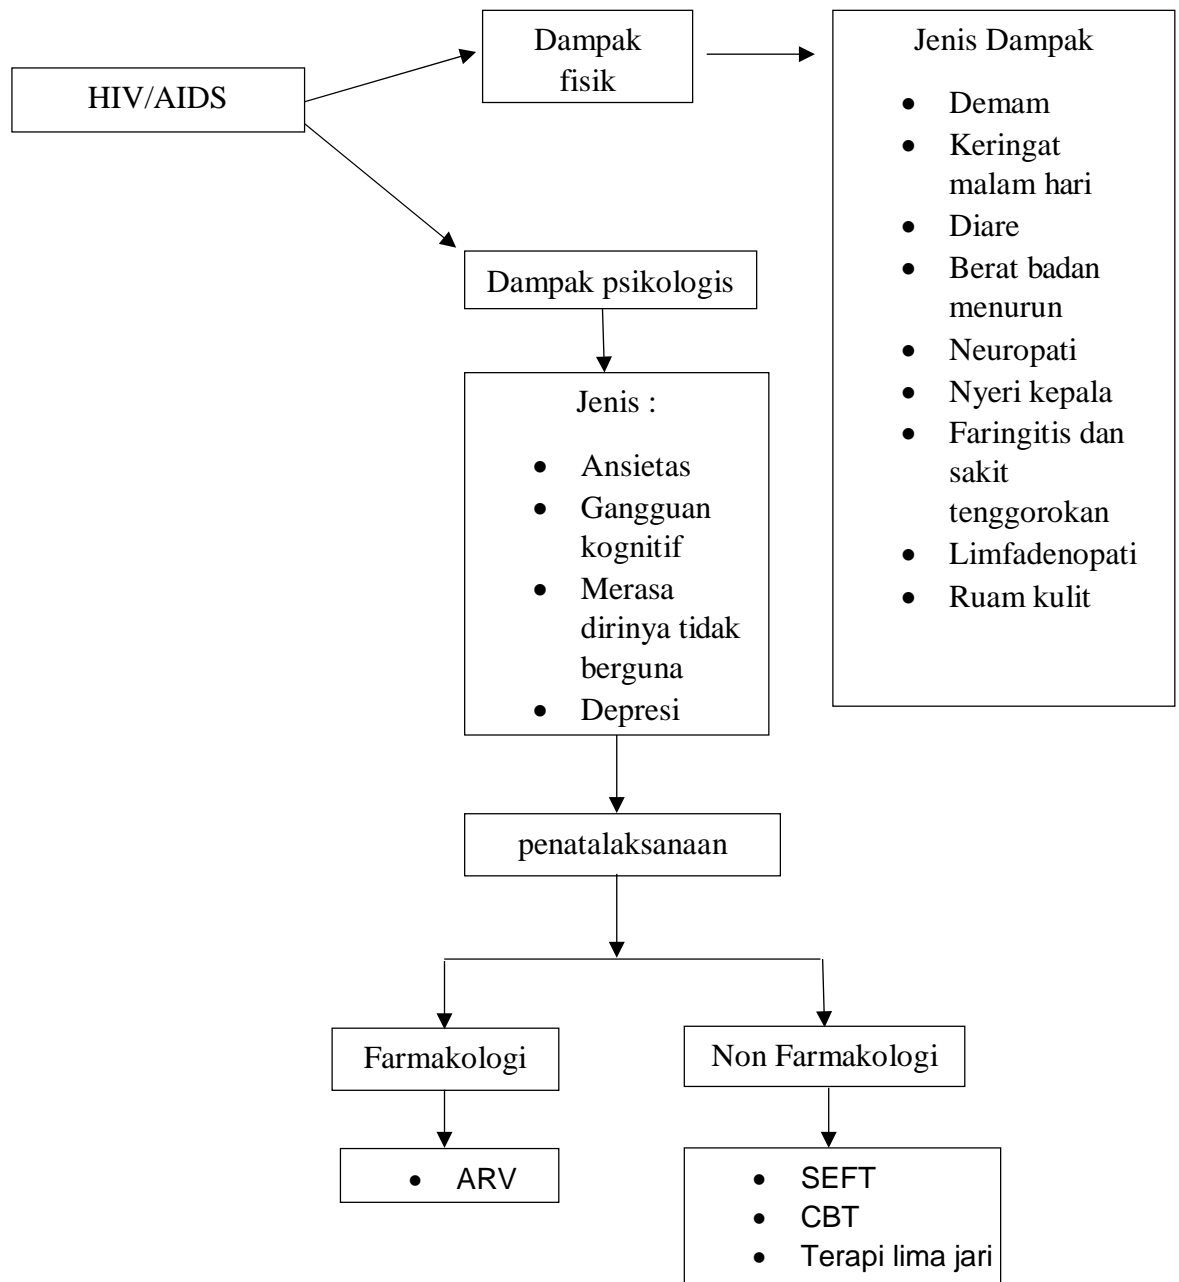 HIV/AIDS
Dampak
fisik
Jenis Dampak
• Demam
• Keringat
malam hari
• Diare
• Berat badan
menurun
• Neuropati
• Nyeri kepala
• Faringitis dan
sakit
tenggorokan
• Limfadenopati
• Ruam kulit
Dampak psikologis
Jenis :
• Ansietas
• Gangguan
kognitif
• Merasa
dirinya tidak
berguna
• Depresi
penatalaksanaan
Farmakologi
Non Farmakologi
• ARV
• SEFT
• CBT
• Terapi lima jari